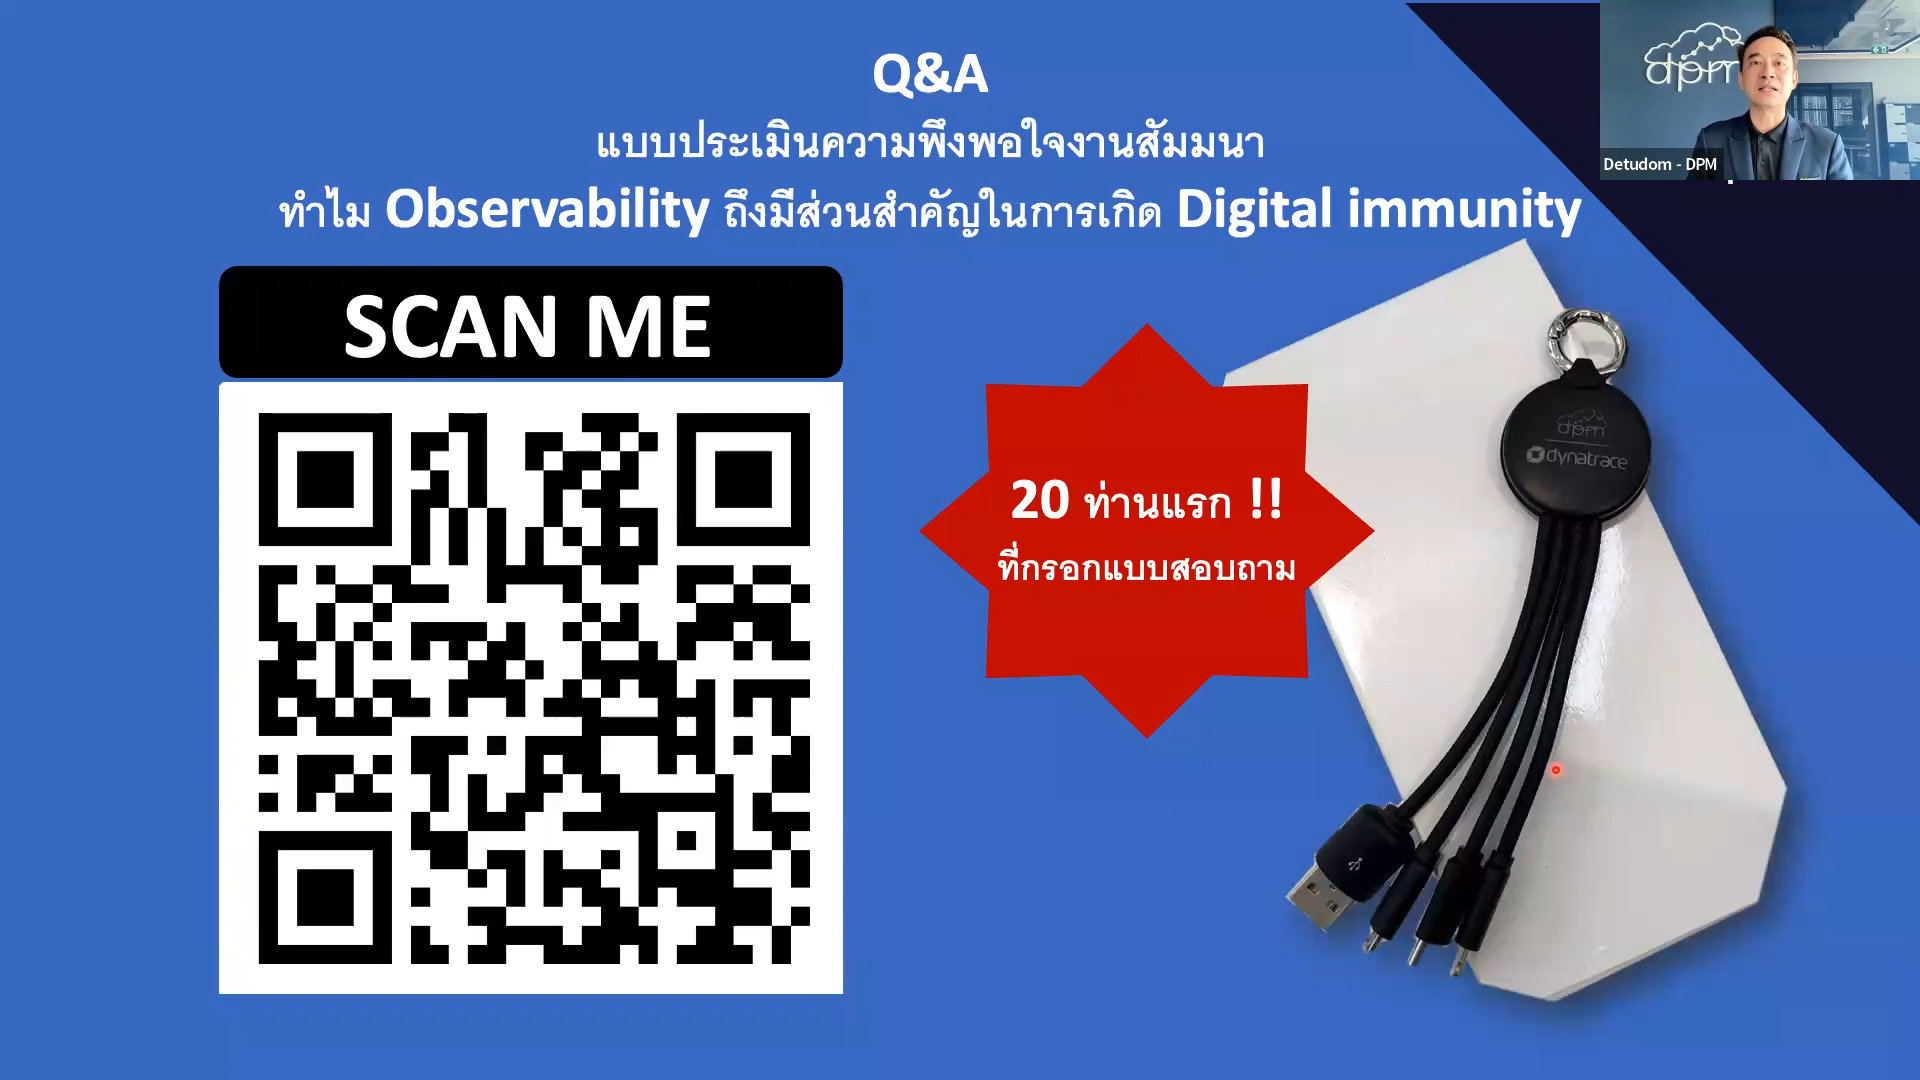 Q&A
แบบประเมินความพึงพอใจงานสัมมนา
ทำไม Observability ถึงมีส่วนสำคัญในการเกิด Digital immunity
dpm
Detudom - DPM
SCAN ME
20 ท่านแรก !!
ที่กรอกแบบสอบถาม
dpm
dynatrace